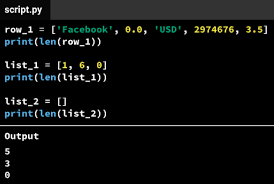 script.py
row_1 = ['Facebook', 0.0, 'USD', 2974676, 3.5]
print(len(row_1))
list_1 = [1, 6, 0]
print(len(list_1))
list_2 = []
print(len(list_2))
Output
5
3
0